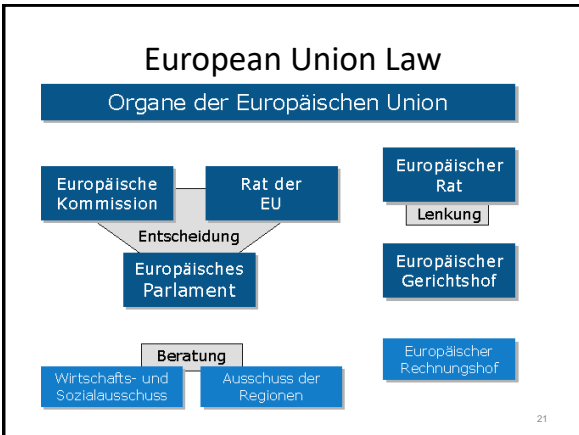 European Union Law
Organe der Europäischen Union
Europäische
Kommission
Rat der
EU
Entscheidung
Europäisches
Parlament
Europäischer
Rat
Lenkung
Europäischer
Gerichtshof
Beratung
Wirtschafts- und
Sozialausschuss
Ausschuss der
Regionen
Europäischer
Rechnungshof
21